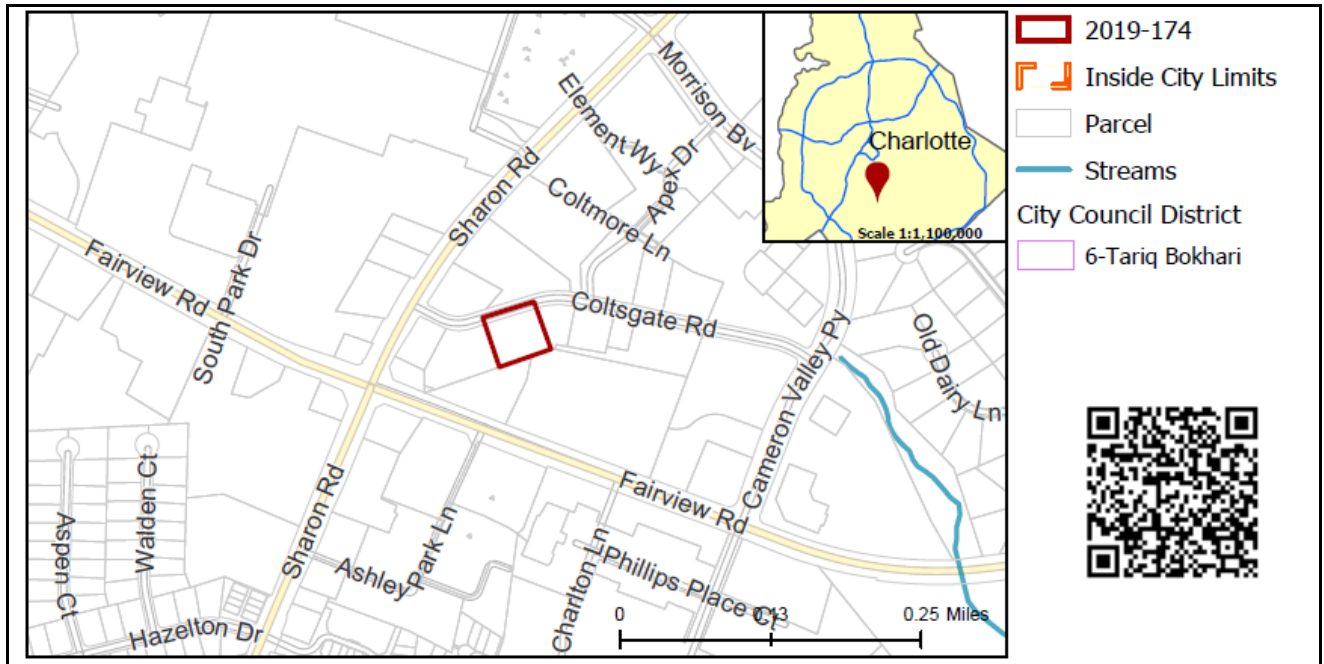 Morrison Bv
Element Wy
Apex Dr
Sharon Rd
Coltmore Ln
Charlotte
Scale 1:1,100,000
Fairview Rd
South Park Dr
Coltsgate Rd
Cameron Valley Py
Old Dairy Ln
Fairview Rd
Sharon Rd
Aspen Ct
Walden Ct
Ashley Park Ln
Charlton Ln
Phillips Place Ct
Hazelton Dr
0 0.13 0.25 Miles
2019-174
Inside City Limits
Parcel
Streams
City Council District
6-Tariq Bokhari